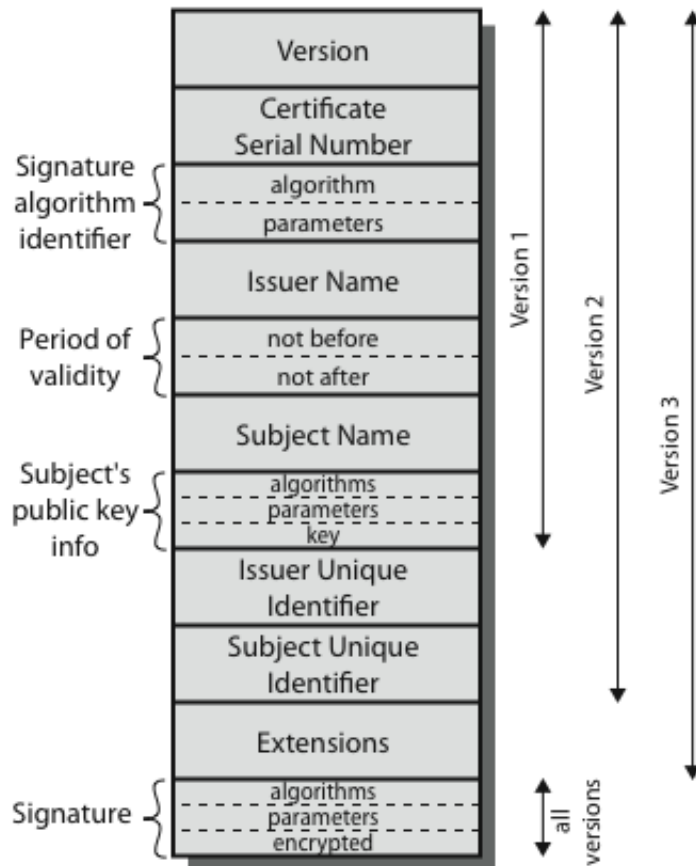 Version
Certificate
Serial Number
Signature
algorithm
identifier
algorithm
parameters
Issuer Name
Period of
validity
not before
not after
Subject Name
Subject's
public key
info
algorithms
parameters
key
Issuer Unique
Identifier
Subject Unique
Identifier
Extensions
Signature
algorithms
parameters
encrypted
Version 1
Version 2
Version 3
all
versions